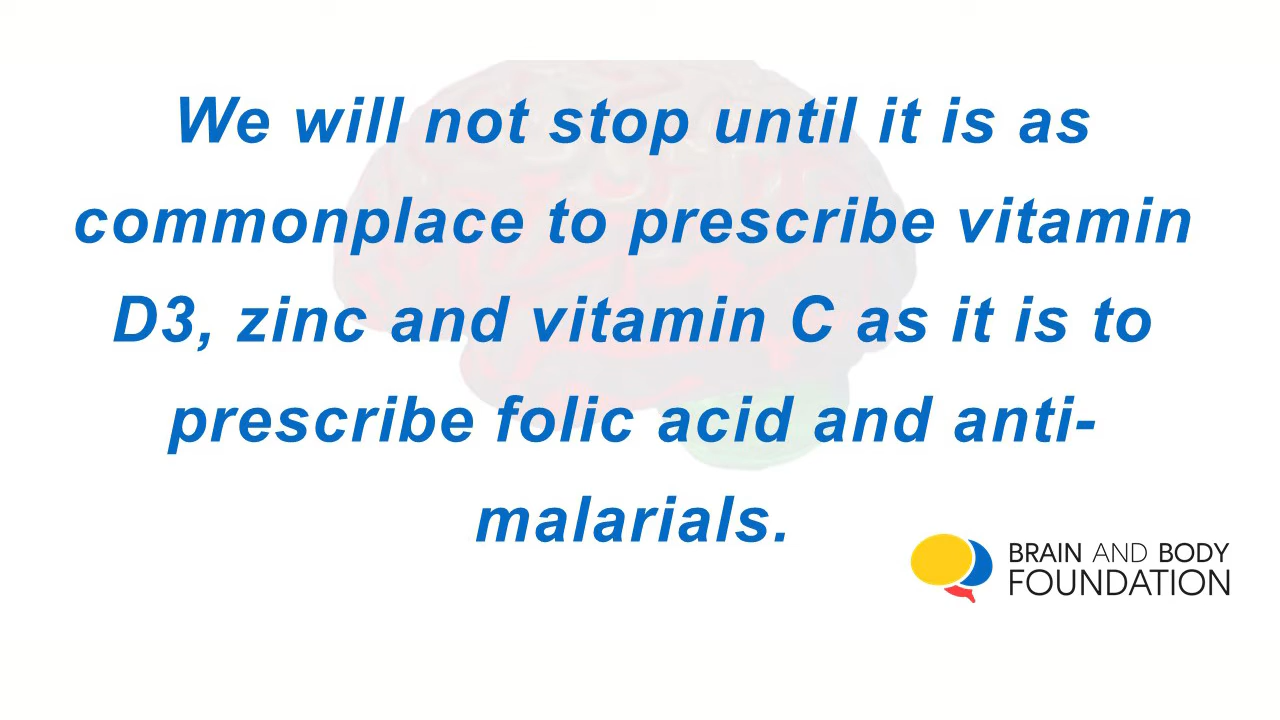 We will not stop until it is as
commonplace to prescribe vitamin
D3, zinc and vitamin C as it is to
prescribe folic acid and anti-
malarials.
BRAIN AND BODY
FOUNDATION